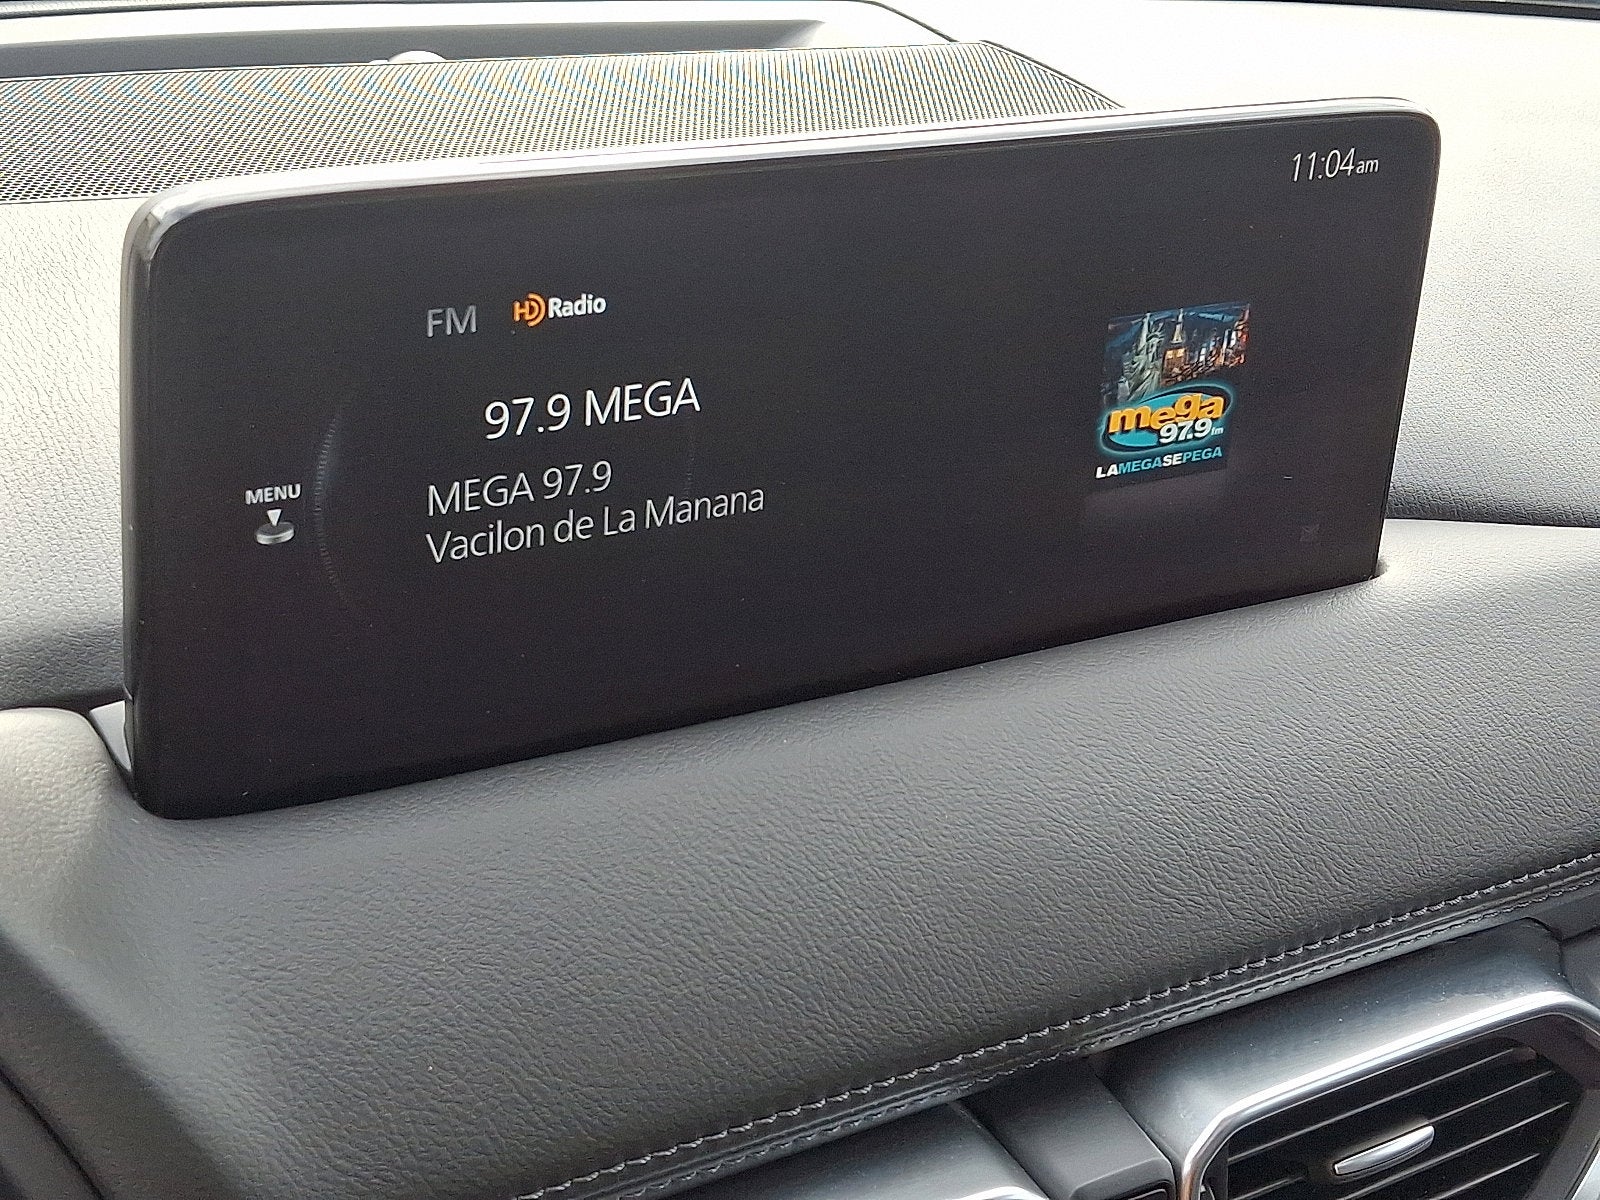 11:04am
FM HD Radio
97.9 MEGA
MEGA 97.9
Vacilon de La Manana
MENU
mega
97.9fm
LAMEGASEPEGA